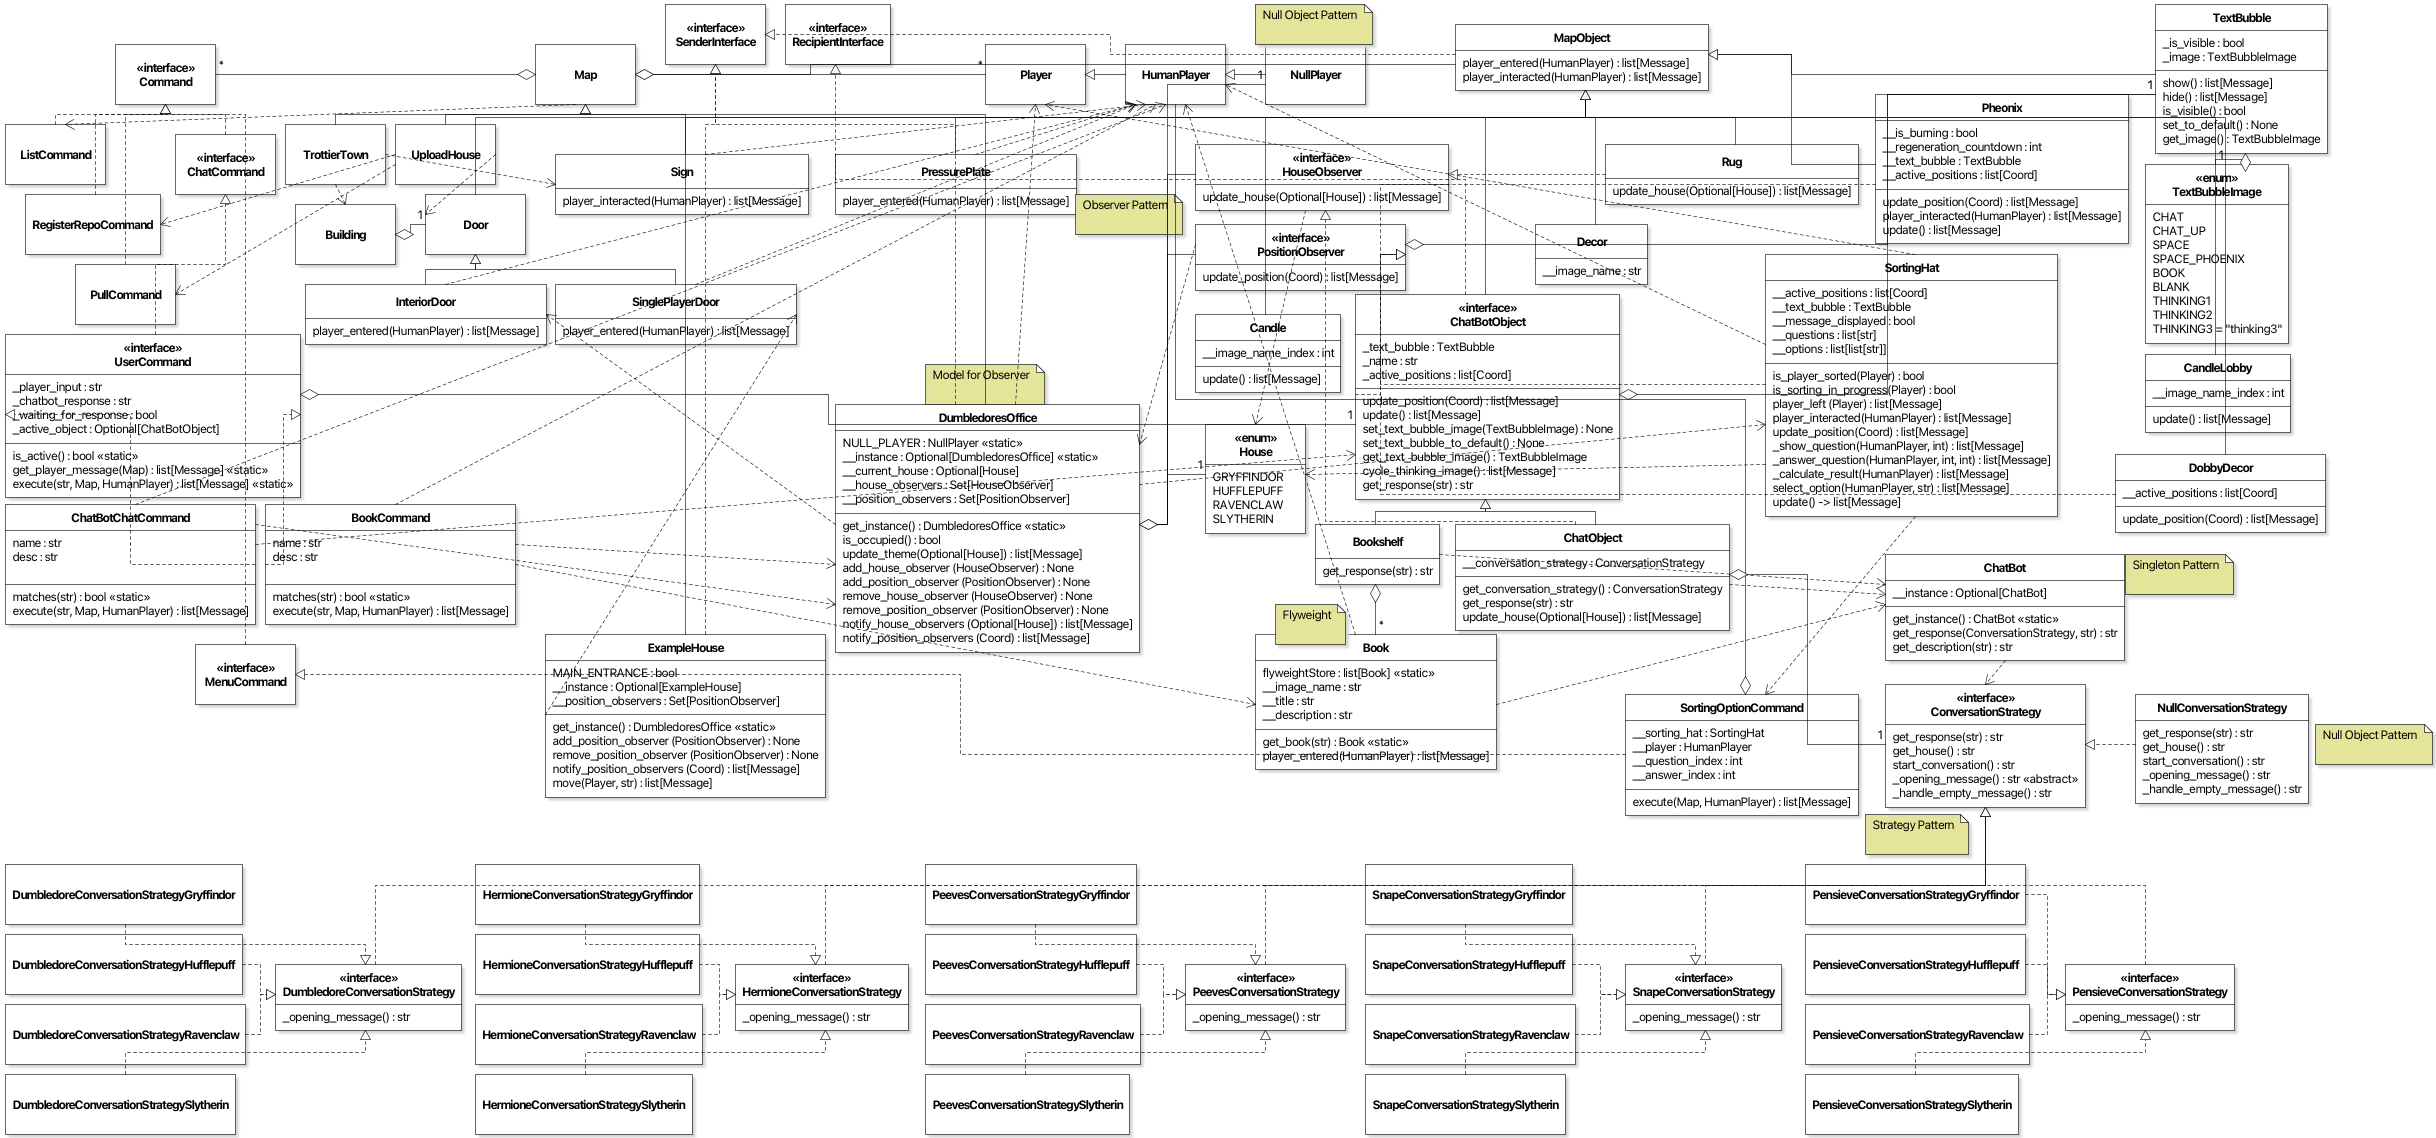 «interface»
SenderInterface
«interface»
RecipientInterface
Null Object Pattern
MapObject
player_entered(HumanPlayer) : list[Message]
player_interacted(HumanPlayer) : list[Message]
TextBubble
_is_visible : bool
_image : TextBubbleImage
show() : list[Message]
hide() : list[Message]
is_visible() : bool
set_to_default() : None
get_image() : TextBubbleImage
«interface»
Command
*
Map
*
Player
HumanPlayer
1
NullPlayer
1
Pheonix
__is_burning : bool
__regeneration_countdown : int
__text_bubble : TextBubble
__active_positions : list[Coord]
update_position(Coord) : list[Message]
player_interacted(HumanPlayer) : list[Message]
update() : list[Message]
ListCommand
«interface»
ChatCommand
TrottierTown
UploadHouse
Sign
player_interacted(HumanPlayer) : list[Message]
PressurePlate
player_entered(HumanPlayer) : list[Message]
Observer Pattern
«interface»
HouseObserver
update_house(Optional[House]) : list[Message]
Rug
update_house(Optional[House]) : list[Message]
1
«enum»
TextBubbleImage
CHAT
CHAT_UP
SPACE
SPACE_PHOENIX
BOOK
BLANK
THINKING1
THINKING2
THINKING3 = "thinking3"
RegisterRepoCommand
Building
1
Door
«interface»
PositionObserver
update_position(Coord) : list[Message]
Decor
__image_name : str
PullCommand
InteriorDoor
player_entered(HumanPlayer) : list[Message]
SinglePlayerDoor
player_entered(HumanPlayer) : list[Message]
Candle
__image_name_index : int
update() : list[Message]
«interface»
ChatBotObject
_text_bubble : TextBubble
_name : str
_active_positions : list[Coord]
update_position(Coord) : list[Message]
update() : list[Message]
set_text_bubble_image(TextBubbleImage) : None
set_text_bubble_to_default() : None
get_text_bubble_image() : TextBubbleImage
cycle_thinking_image() : list[Message]
get_response(str) : str
SortingHat
__active_positions : list[Coord]
__text_bubble : TextBubble
__message_displayed : bool
__questions : list[str]
__options : list[list[str]]
is_player_sorted(Player) : bool
is_sorting_in_progress(Player) : bool
player_left (Player) : list[Message]
player_interacted(HumanPlayer) : list[Message]
update_position(Coord) : list[Message]
_show_question(HumanPlayer, int) : list[Message]
_answer_question(HumanPlayer, int, int) : list[Message]
_calculate_result(HumanPlayer) : list[Message]
select_option(HumanPlayer, str) : list[Message]
update() -> list[Message]
CandleLobby
__image_name_index : int
update() : list[Message]
«interface»
UserCommand
_player_input : str
_chatbot_response : str
_waiting_for_response : bool
_active_object : Optional[ChatBotObject]
is_active() : bool «static»
get_player_message(Map) : list[Message] «static»
execute(str, Map, HumanPlayer) : list[Message] «static»
Model for Observer
DumbledoresOffice
NULL_PLAYER : NullPlayer «static»
__instance : Optional[DumbledoresOffice] «static»
__current_house : Optional[House]
__house_observers : Set[HouseObserver]
__position_observers : Set[PositionObserver]
get_instance() : DumbledoresOffice «static»
is_occupied() : bool
update_theme(Optional[House]) : list[Message]
add_house_observer (HouseObserver) : None
add_position_observer (PositionObserver) : None
remove_house_observer (HouseObserver) : None
remove_position_observer (PositionObserver) : None
notify_house_observers (Optional[House]) : list[Message]
notify_position_observers (Coord) : list[Message]
1
1
«enum»
House
GRYFFINDOR
HUFFLEPUFF
RAVENCLAW
SLYTHERIN
DobbyDecor
__active_positions : list[Coord]
update_position(Coord) : list[Message]
ChatBotChatCommand
name : str
desc : str
matches(str) : bool «static»
execute(str, Map, HumanPlayer) : list[Message]
BookCommand
name : str
desc : str
matches(str) : bool «static»
execute(str, Map, HumanPlayer) : list[Message]
Bookshelf
get_response(str) : str
ChatObject
__conversation_strategy : ConversationStrategy
get_conversation_strategy() : ConversationStrategy
get_response(str) : str
update_house(Optional[House]) : list[Message]
ChatBot
__instance : Optional[ChatBot]
get_instance() : ChatBot «static»
get_response(ConversationStrategy, str) : str
get_description(str) : str
Singleton Pattern
«interface»
MenuCommand
ExampleHouse
MAIN_ENTRANCE : bool
__instance : Optional[ExampleHouse]
__position_observers : Set[PositionObserver]
get_instance() : DumbledoresOffice «static»
add_position_observer (PositionObserver) : None
remove_position_observer (PositionObserver) : None
notify_position_observers (Coord) : list[Message]
move(Player, str) : list[Message]
Flyweight
*
Book
flyweightStore : list[Book] «static»
__image_name : str
__title : str
__description : str
get_book(str) : Book «static»
player_entered(HumanPlayer) : list[Message]
SortingOptionCommand
__sorting_hat : SortingHat
__player : HumanPlayer
__question_index : int
__answer_index : int
execute(Map, HumanPlayer) : list[Message]
1
«interface»
ConversationStrategy
get_response(str) : str
get_house() : str
start_conversation() : str
_opening_message() : str «abstract»
_handle_empty_message() : str
NullConversationStrategy
get_response(str) : str
get_house() : str
start_conversation() : str
_opening_message() : str
_handle_empty_message() : str
Null Object Pattern
Strategy Pattern
DumbledoreConversationStrategyGryffindor
HermioneConversationStrategyGryffindor
PeevesConversationStrategyGryffindor
SnapeConversationStrategyGryffindor
PensieveConversationStrategyGryffindor
DumbledoreConversationStrategyHufflepuff
«interface»
DumbledoreConversationStrategy
_opening_message() : str
HermioneConversationStrategyHufflepuff
«interface»
HermioneConversationStrategy
_opening_message() : str
PeevesConversationStrategyHufflepuff
«interface»
PeevesConversationStrategy
_opening_message() : str
SnapeConversationStrategyHufflepuff
«interface»
SnapeConversationStrategy
_opening_message() : str
PensieveConversationStrategyHufflepuff
«interface»
PensieveConversationStrategy
_opening_message() : str
DumbledoreConversationStrategyRavenclaw
HermioneConversationStrategyRavenclaw
PeevesConversationStrategyRavenclaw
SnapeConversationStrategyRavenclaw
PensieveConversationStrategyRavenclaw
DumbledoreConversationStrategySlytherin
HermioneConversationStrategySlytherin
PeevesConversationStrategySlytherin
SnapeConversationStrategySlytherin
PensieveConversationStrategySlytherin